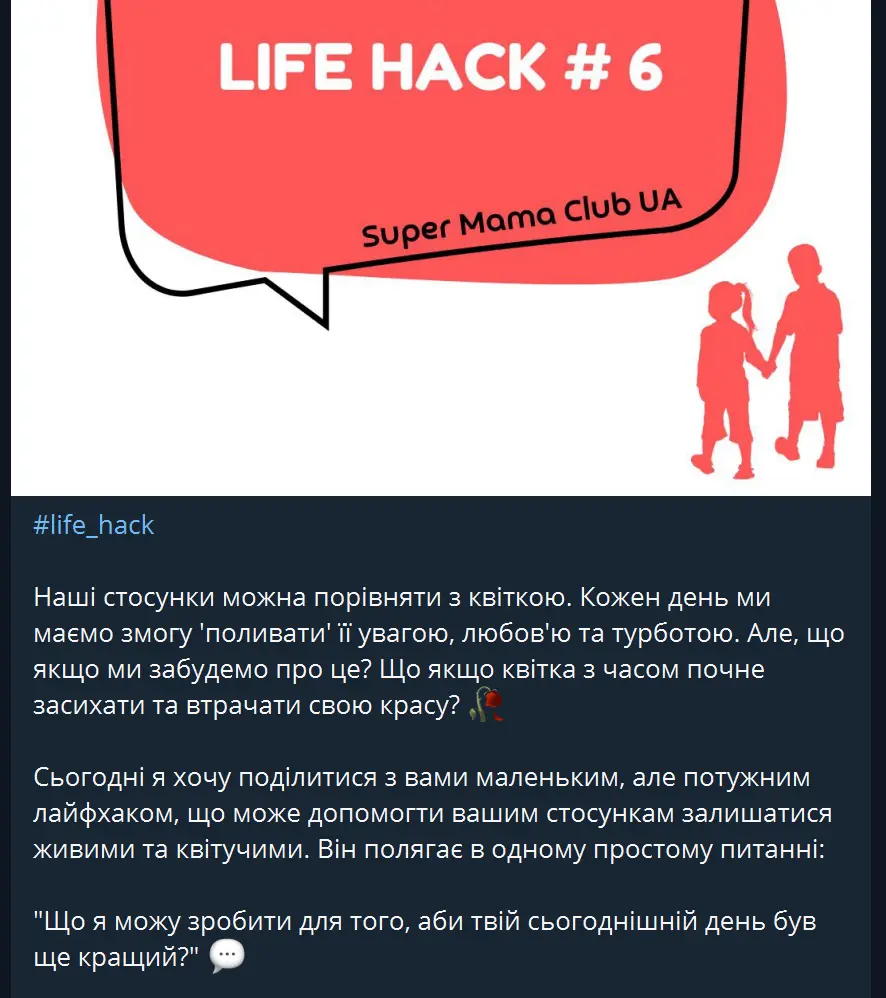 LIFE HACK # 6
Super Mama Club UA
#life_hack
Наші стосунки можна порівняти з квіткою. Кожен день ми
маємо змогу 'поливати' її увагою, любов'ю та турботою. Але, що
якщо ми забудемо про це? Що якщо квітка з часом почне
засихати та втрачати свою красу? 🥀
Сьогодні я хочу поділитися з вами маленьким, але потужним
лайфхаком, що може допомогти вашим стосункам залишатися
живими та квітучими. Він полягає в одному простому питанні:
"Що я можу зробити для того, аби твій сьогоднішній день був
ще кращий?" 💬